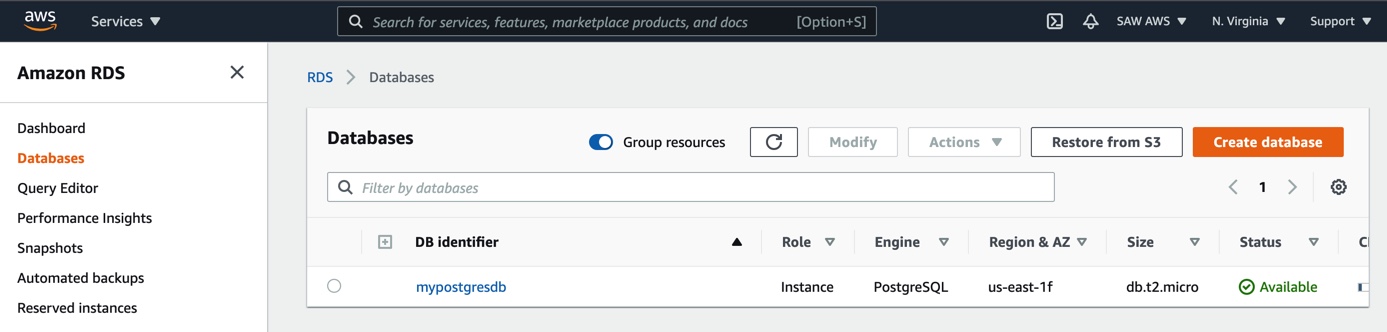 aws Services Search for services, features, marketplace products, and docs [Option+S] SAW AWS N. Virginia Support
Amazon RDS
Dashboard
Databases
Query Editor
Performance Insights
Snapshots
Automated backups
Reserved instances
RDS Databases
Databases Group resources Modify Actions Restore from S3 Create database
Filter by databases 1
DB identifier Role Engine Region & AZ Size Status
mypostgresdb Instance PostgreSQL us-east-1f db.t2.micro Available